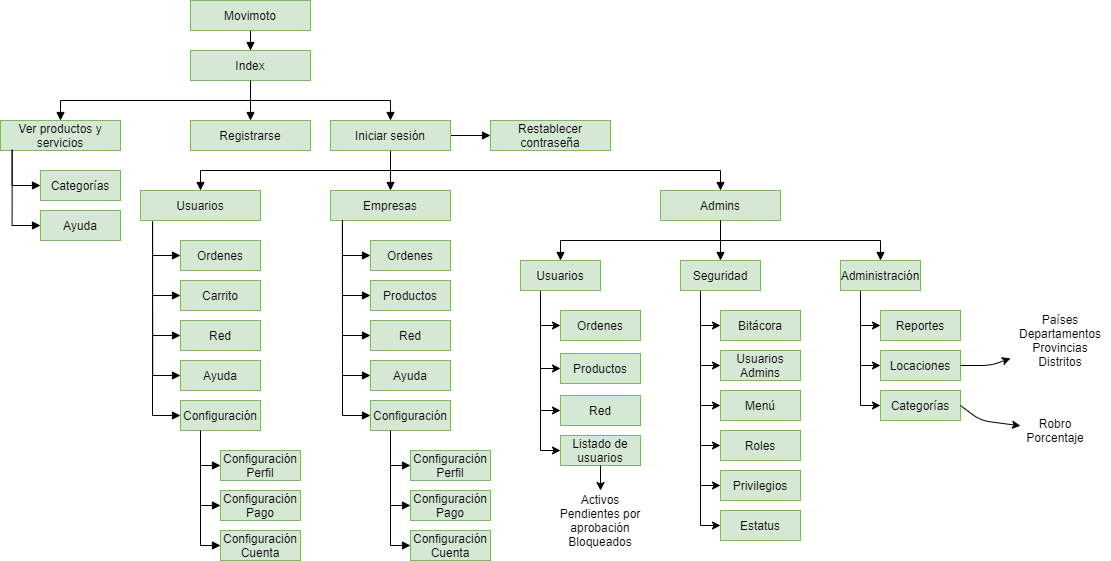 Movimoto
Index
Ver productos y
servicios
Registrarse
Iniciar sesión
Restablecer
contraseña
Categorías
Ayuda
Usuarios
Ordenes
Carrito
Red
Ayuda
Configuración
Configuración
Perfil
Configuración
Pago
Configuración
Cuenta
Empresas
Ordenes
Productos
Red
Ayuda
Configuración
Configuración
Perfil
Configuración
Pago
Configuración
Cuenta
Admins
Usuarios
Ordenes
Productos
Red
Listado de
usuarios
Activos
Pendientes por
aprobación
Bloqueados
Seguridad
Bitácora
Usuarios
Admins
Menú
Roles
Privilegios
Estatus
Administración
Reportes
Locaciones
Categorías
Países
Departamentos
Provincias
Distritos
Robro
Porcentaje